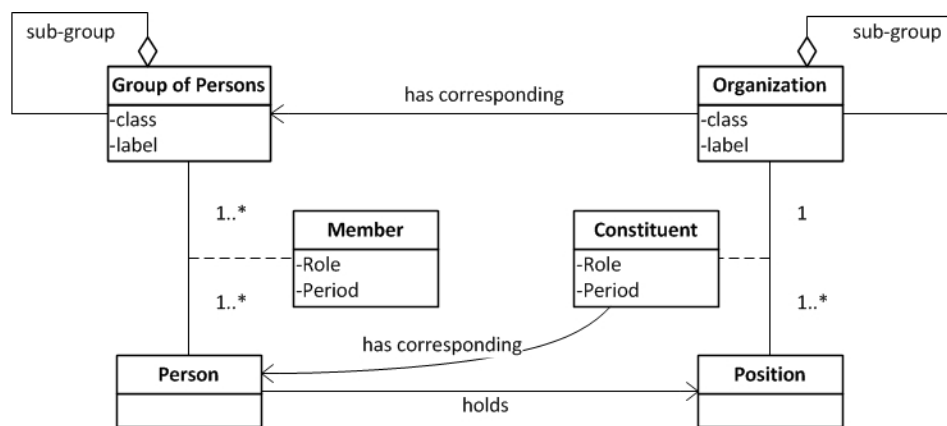 sub-group
sub-group
Group of Persons
-class
-label
has corresponding
Organization
-class
-label
1..*
Member
-Role
-Period
1..*
Constituent
-Role
-Period
1
1..*
has corresponding
Person
holds
Position